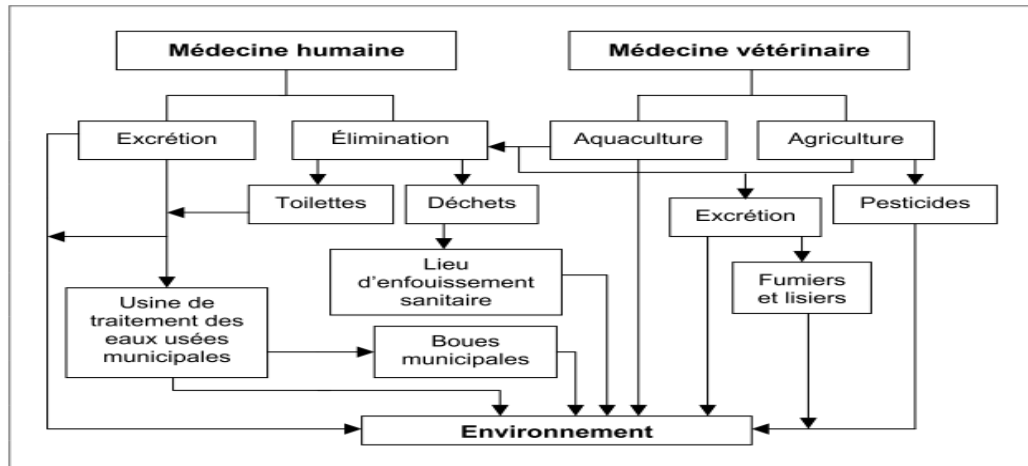 Médecine humaine
Médecine vétérinaire
Excrétion
Élimination
Aquaculture
Agriculture
Toilettes
Déchets
Excrétion
Pesticides
Lieu
d'enfouissement
sanitaire
Fumiers
et lisiers
Usine de
traitement des
eaux usées
municipales
Boues
municipales
Environnement